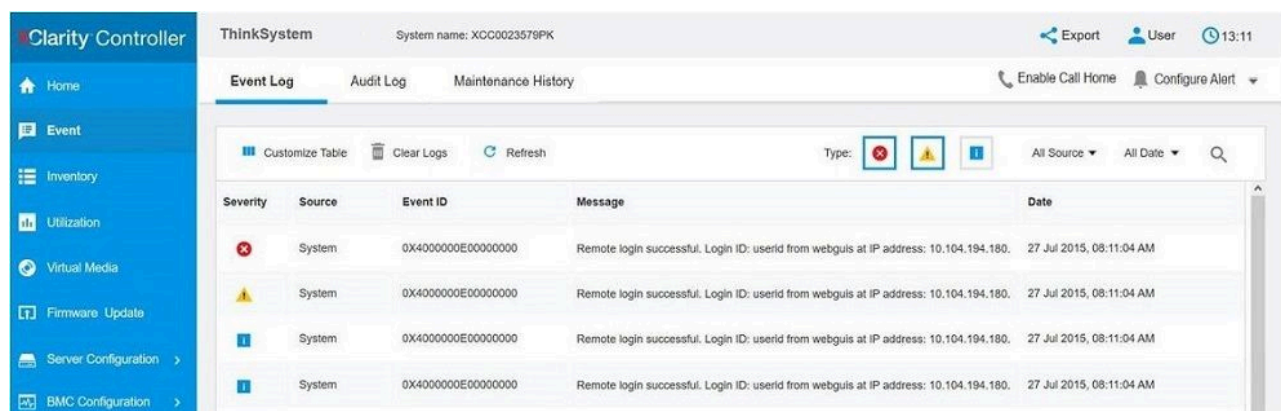 XClarity Controller
Home
Event
Inventory
Utilization
Virtual Media
Firmware Update
Server Configuration >
BMC Configuration >
ThinkSystem System name: XCC0023579PK Export User 13:11
Event Log Audit Log Maintenance History Enable Call Home Configure Alert
Customize Table Clear Logs Refresh Type: All Source All Date
Severity Source Event ID Message Date
System 0X4000000E00000000 Remote login successful. Login ID: userid from webguis at IP address: 10.104.194.180. 27 Jul 2015, 08:11:04 AM
System 0X4000000E00000000 Remote login successful. Login ID: userid from webguis at IP address: 10.104.194.180. 27 Jul 2015, 08:11:04 AM
System 0X4000000E00000000 Remote login successful. Login ID: userid from webguis at IP address: 10.104.194.180. 27 Jul 2015, 08:11:04 AM
System 0X4000000E00000000 Remote login successful. Login ID: userid from webguis at IP address: 10.104.194.180. 27 Jul 2015, 08:11:04 AM